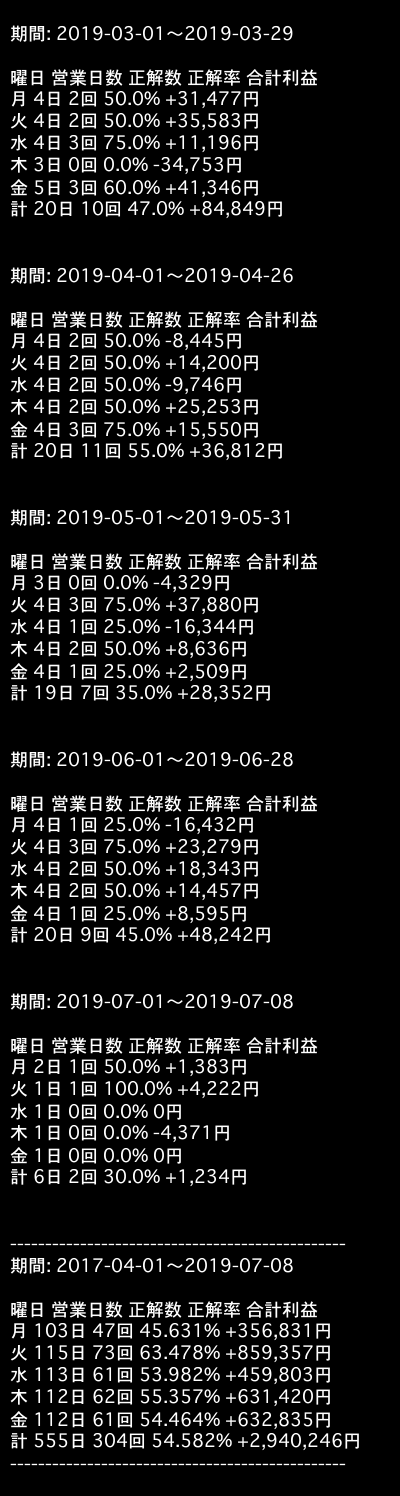 期間: 2019-03-01〜2019-03-29
曜日 営業日数 正解数 正解率 合計利益
月 4日 2回 50.0% +31,477円
火 4日 2回 50.0% +35,583円
水 4日 3回 75.0% +11,196円
木 3日 0回 0.0% -34,753円
金 5日 3回 60.0% +41,346円
計 20日 10回 47.0% +84,849円
期間: 2019-04-01〜2019-04-26
曜日 営業日数 正解数 正解率 合計利益
月 4日 2回 50.0% -8,445円
火 4日 2回 50.0% +14,200円
水 4日 2回 50.0% -9,746円
木 4日 2回 50.0% +25,253円
金 4日 3回 75.0% +15,550円
計 20日 11回 55.0% +36,812円
期間: 2019-05-01〜2019-05-31
曜日 営業日数 正解数 正解率 合計利益
月 3日 0回 0.0% -4,329円
火 4日 3回 75.0% +37,880円
水 4日 1回 25.0% -16,344円
木 4日 2回 50.0% +8,636円
金 4日 1回 25.0% +2,509円
計 19日 7回 35.0% +28,352円
期間: 2019-06-01〜2019-06-28
曜日 営業日数 正解数 正解率 合計利益
月 4日 1回 25.0% -16,432円
火 4日 3回 75.0% +23,279円
水 4日 2回 50.0% +18,343円
木 4日 2回 50.0% +14,457円
金 4日 1回 25.0% +8,595円
計 20日 9回 45.0% +48,242円
期間: 2019-07-01〜2019-07-08
曜日 営業日数 正解数 正解率 合計利益
月 2日 1回 50.0% +1,383円
火 1日 1回 100.0% +4,222円
水 1日 0回 0.0% 0円
木 1日 0回 0.0% -4,371円
金 1日 0回 0.0% 0円
計 6日 2回 30.0% +1,234円
------------------------------------------------
期間: 2017-04-01〜2019-07-08
曜日 営業日数 正解数 正解率 合計利益
月 103日 47回 45.631% +356,831円
火 115日 73回 63.478% +859,357円
水 113日 61回 53.982% +459,803円
木 112日 62回 55.357% +631,420円
金 112日 61回 54.464% +632,835円
計 555日 304回 54.582% +2,940,246円
------------------------------------------------